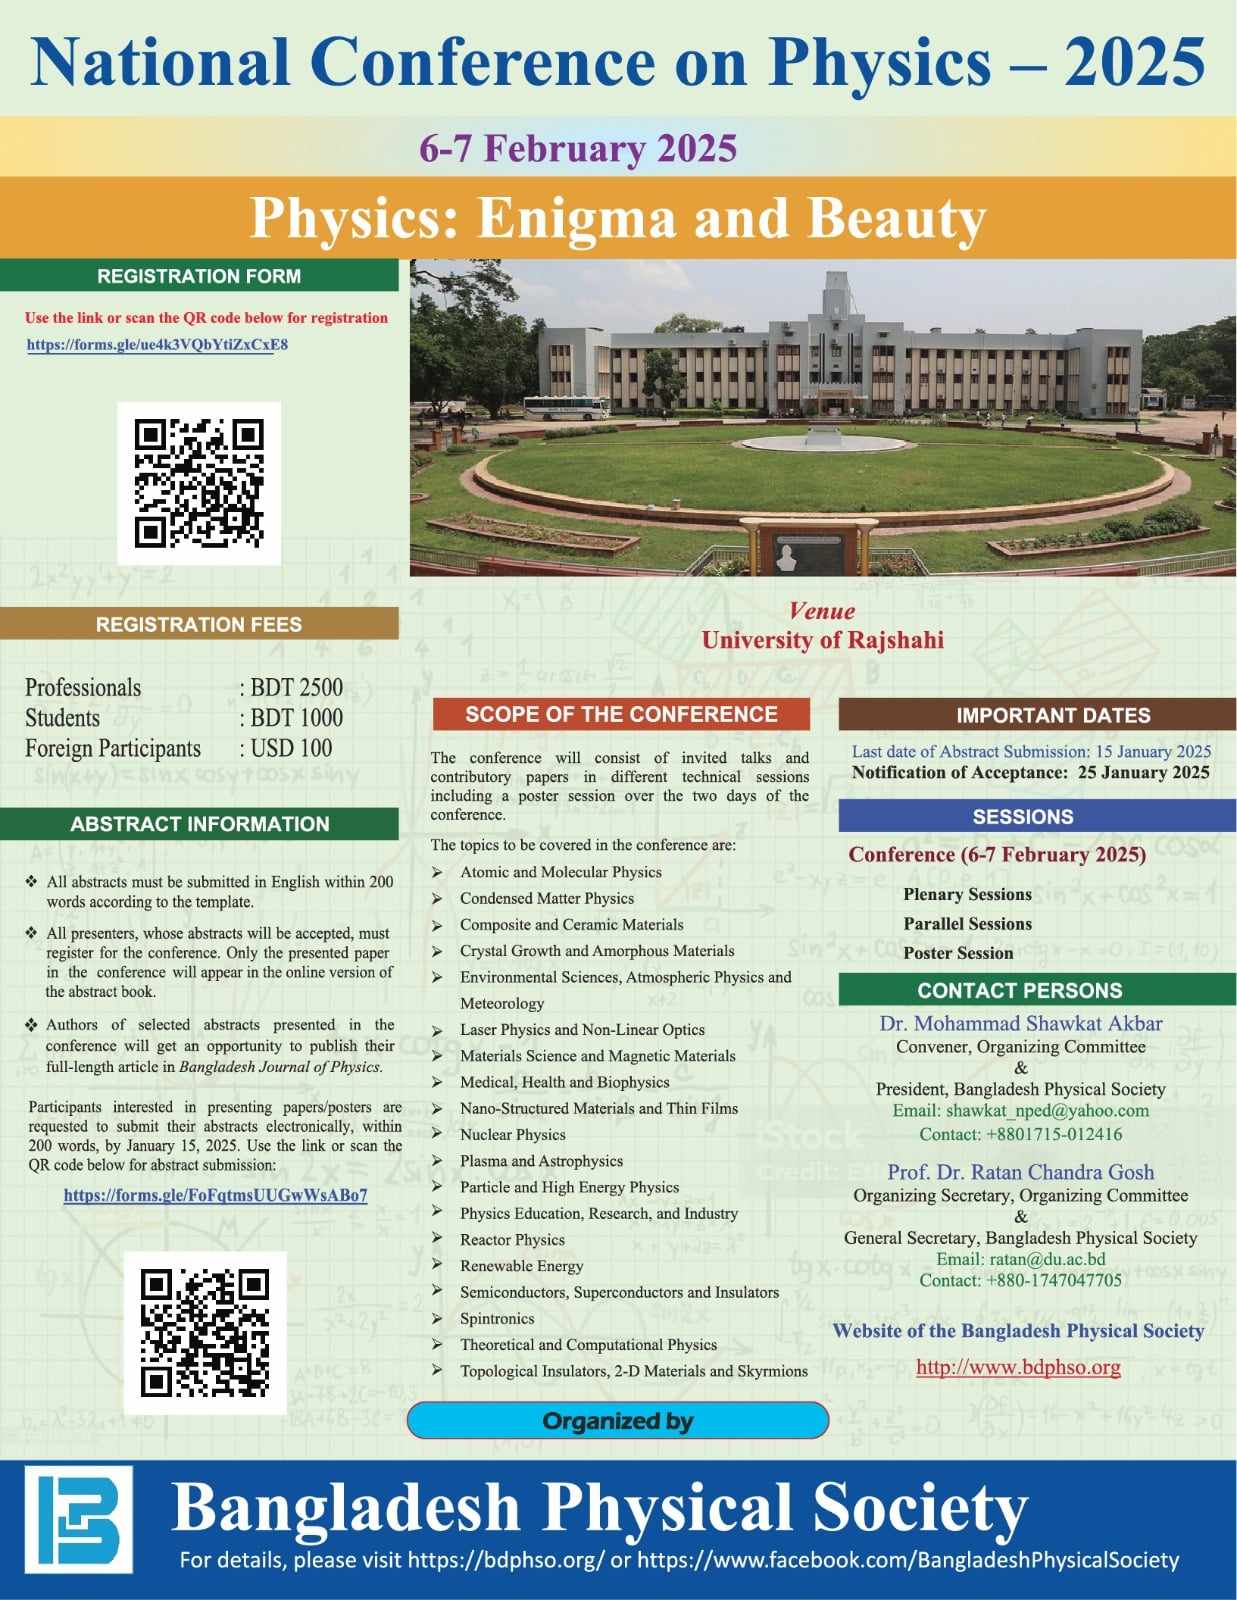 National Conference on Physics – 2025
6-7 February 2025
Physics: Enigma and Beauty
REGISTRATION FORM
Use the link or scan the QR code below for registration
https://forms.gle/ue4k3VQbYtiZxCxE8
REGISTRATION FEES
Professionals : BDT 2500
Students : BDT 1000
Foreign Participants : USD 100
ABSTRACT INFORMATION
❖ All abstracts must be submitted in English within 200
words according to the template.
❖ All presenters, whose abstracts will be accepted, must
register for the conference. Only the presented paper
in the conference will appear in the online version of
the abstract book.
❖ Authors of selected abstracts presented in the
conference will get an opportunity to publish their
full-length article in Bangladesh Journal of Physics.
Participants interested in presenting papers/posters are
requested to submit their abstracts electronically, within
200 words, by January 15, 2025. Use the link or scan the
QR code below for abstract submission:
https://forms.gle/FoFqtmsUUGwWsABo7
Venue
University of Rajshahi
SCOPE OF THE CONFERENCE
The conference will consist of invited talks and
contributory papers in different technical sessions
including a poster session over the two days of the
conference.
The topics to be covered in the conference are:
➢ Atomic and Molecular Physics
➢ Condensed Matter Physics
➢ Composite and Ceramic Materials
➢ Crystal Growth and Amorphous Materials
➢ Environmental Sciences, Atmospheric Physics and
Meteorology
➢ Laser Physics and Non-Linear Optics
➢ Materials Science and Magnetic Materials
➢ Medical, Health and Biophysics
➢ Nano-Structured Materials and Thin Films
➢ Nuclear Physics
➢ Plasma and Astrophysics
➢ Particle and High Energy Physics
➢ Physics Education, Research, and Industry
➢ Reactor Physics
➢ Renewable Energy
➢ Semiconductors, Superconductors and Insulators
➢ Spintronics
➢ Theoretical and Computational Physics
➢ Topological Insulators, 2-D Materials and Skyrmions
IMPORTANT DATES
Last date of Abstract Submission: 15 January 2025
Notification of Acceptance: 25 January 2025
SESSIONS
Conference (6-7 February 2025)
Plenary Sessions
Parallel Sessions
Poster Session
CONTACT PERSONS
Dr. Mohammad Shawkat Akbar
Convener, Organizing Committee
&
President, Bangladesh Physical Society
Email: shawkat_nped@yahoo.com
Contact: +8801715-012416
Prof. Dr. Ratan Chandra Gosh
Organizing Secretary, Organizing Committee
&
General Secretary, Bangladesh Physical Society
Email: ratan@du.ac.bd
Contact: +880-1747047705
Website of the Bangladesh Physical Society
http://www.bdphso.org
Organized by
Bangladesh Physical Society
For details, please visit https://bdphso.org/ or https://www.facebook.com/BangladeshPhysicalSociety